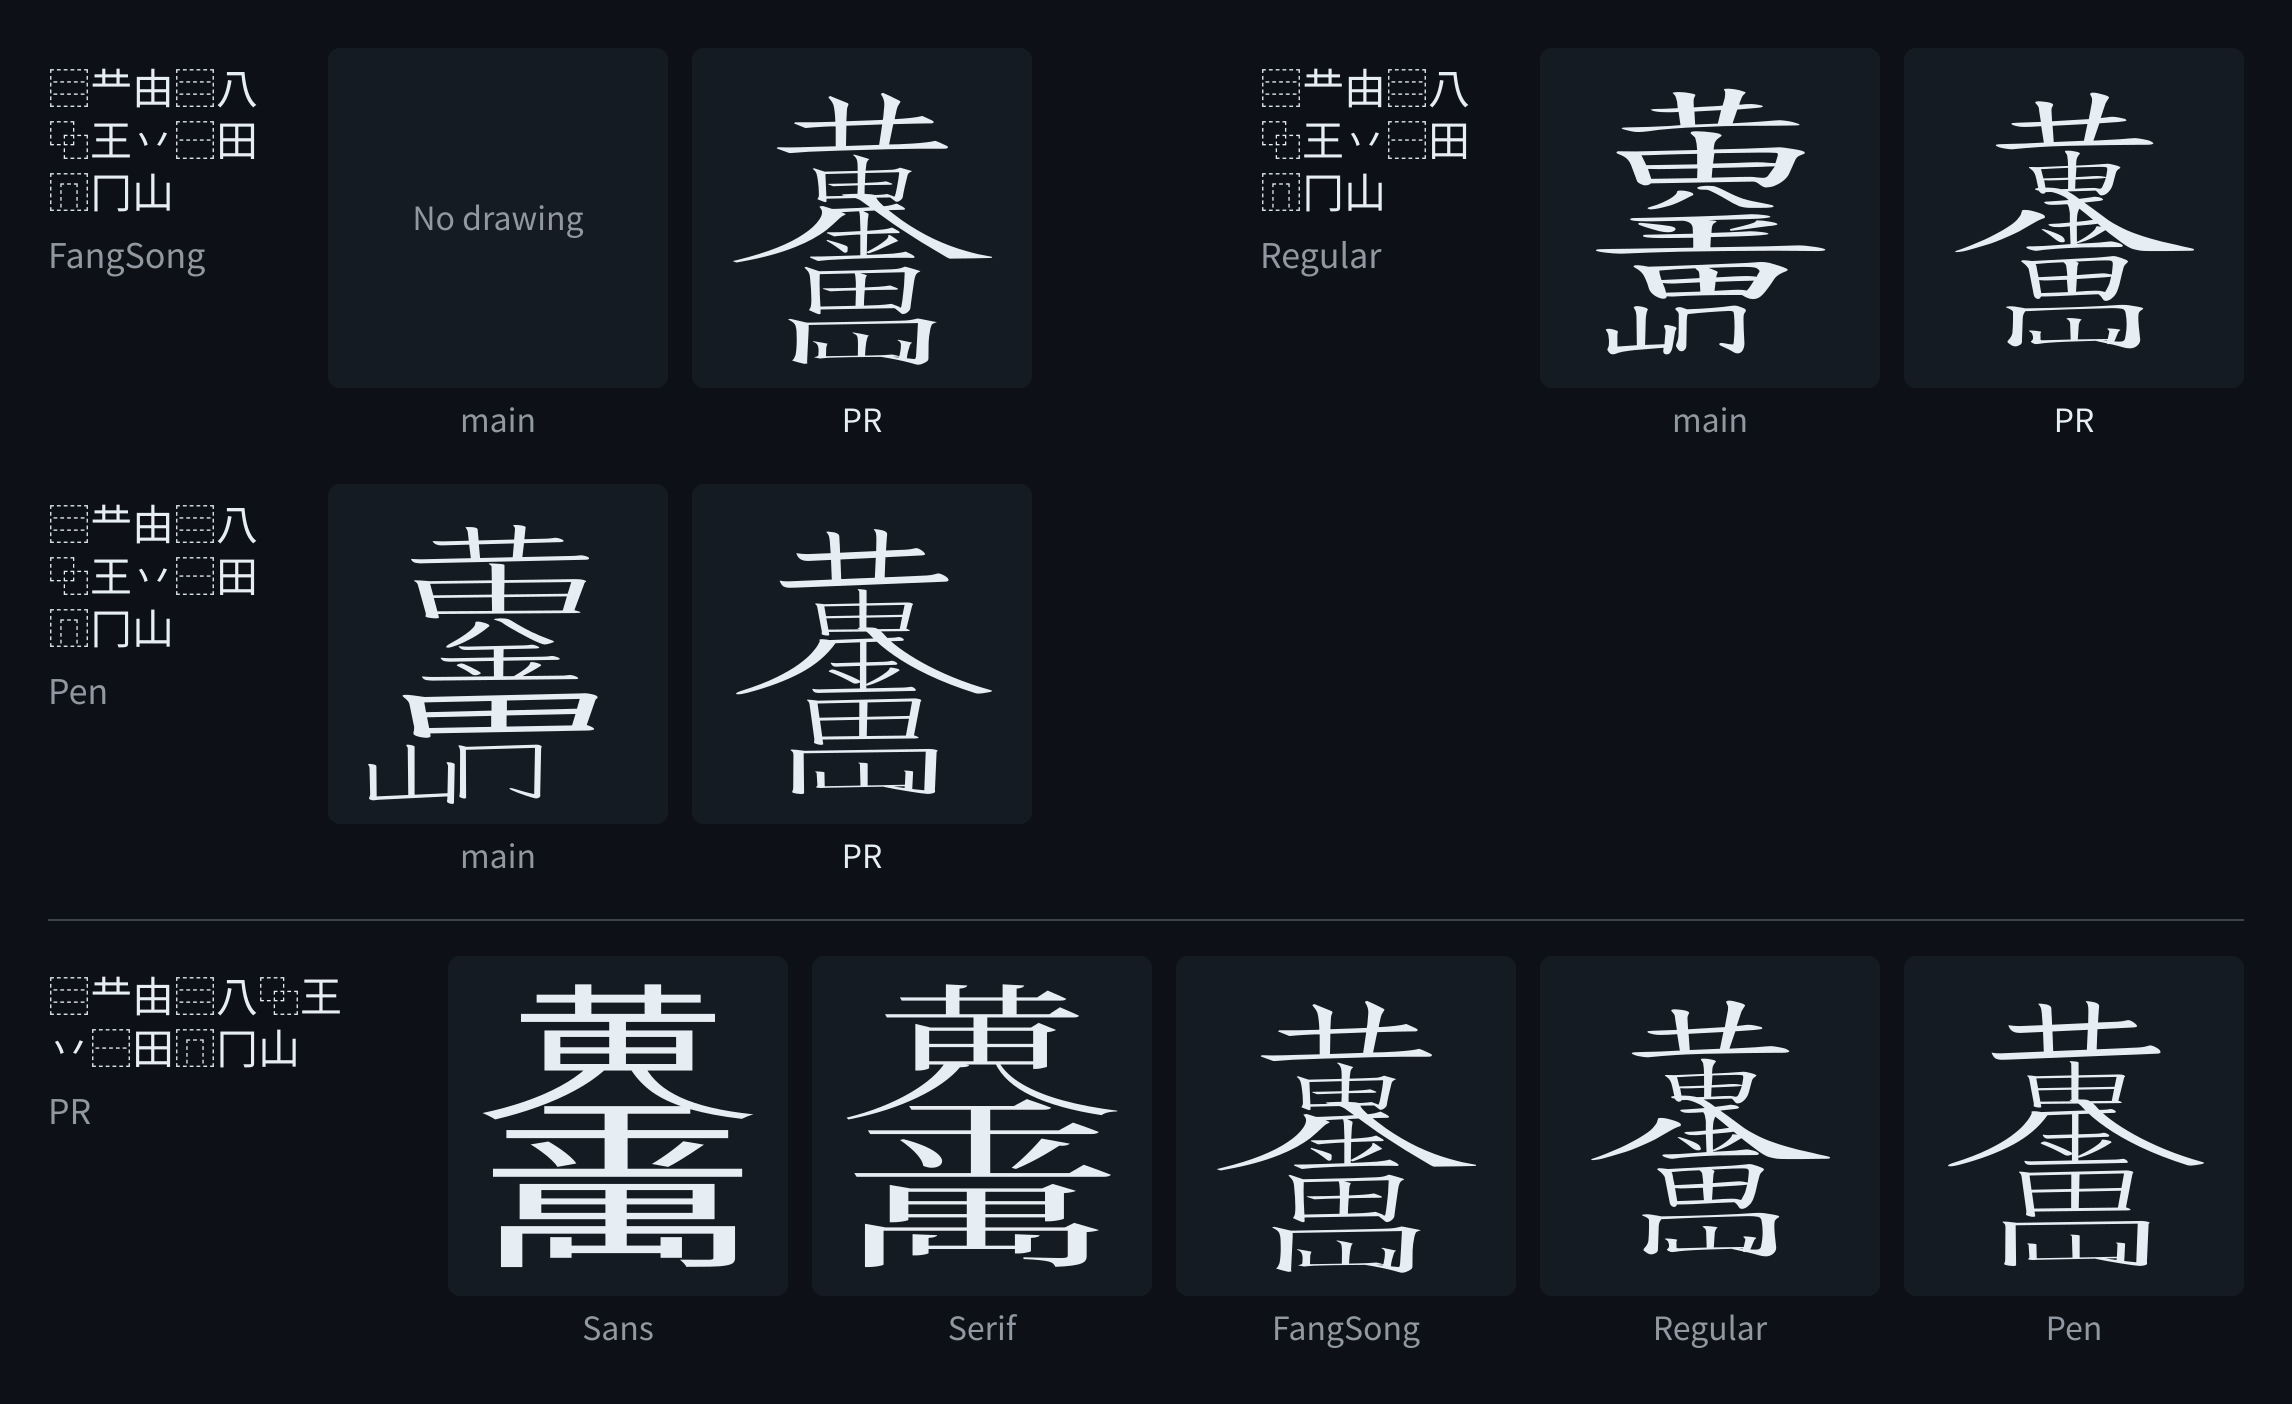 ⿳龷由⿳八
⿻王丷⿱田
⿵冂山
FangSong
No drawing
main
PR
⿳龷由⿳八
⿻王丷⿱田
⿵冂山
Regular
main
PR
⿳龷由⿳八
⿻王丷⿱田
⿵冂山
Pen
main
PR
⿳龷由⿳八⿻王
丷⿱田⿵冂山
PR
Sans
Serif
FangSong
Regular
Pen